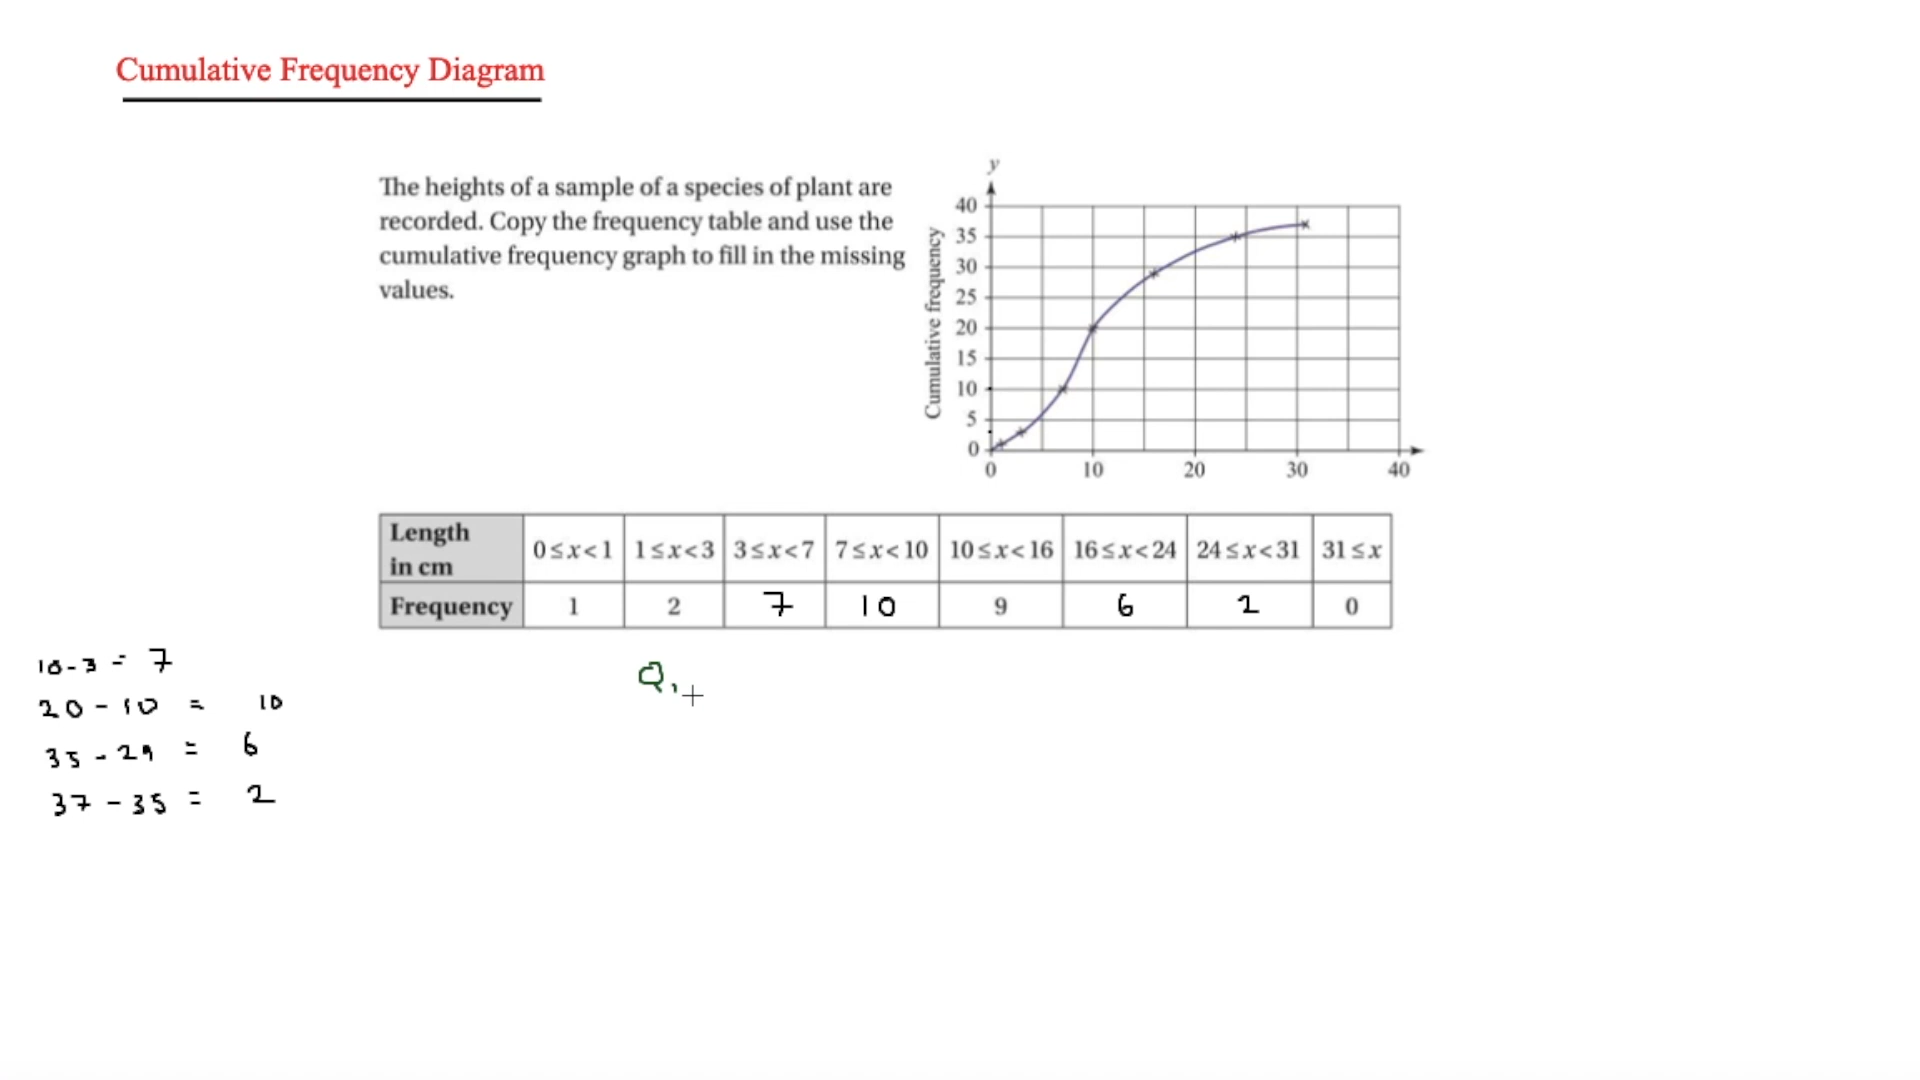 Cumulative Frequency Diagram
The heights of a sample of a species of plant are
recorded. Copy the frequency table and use the
cumulative frequency graph to fill in the missing
values.
y
Cumulative frequency
40
35
30
25
20
15
10
5
0
0 10 20 30 40
Length in cm 0≤x<1 1≤x<3 3≤x<7 7≤x<10 10≤x<16 16≤x<24 24≤x<31 31≤x
Frequency 1 2 7 10 9 6 2 0
10-3 = 7
20-10 = 10
35-29 = 6
37-35 = 2
Q1